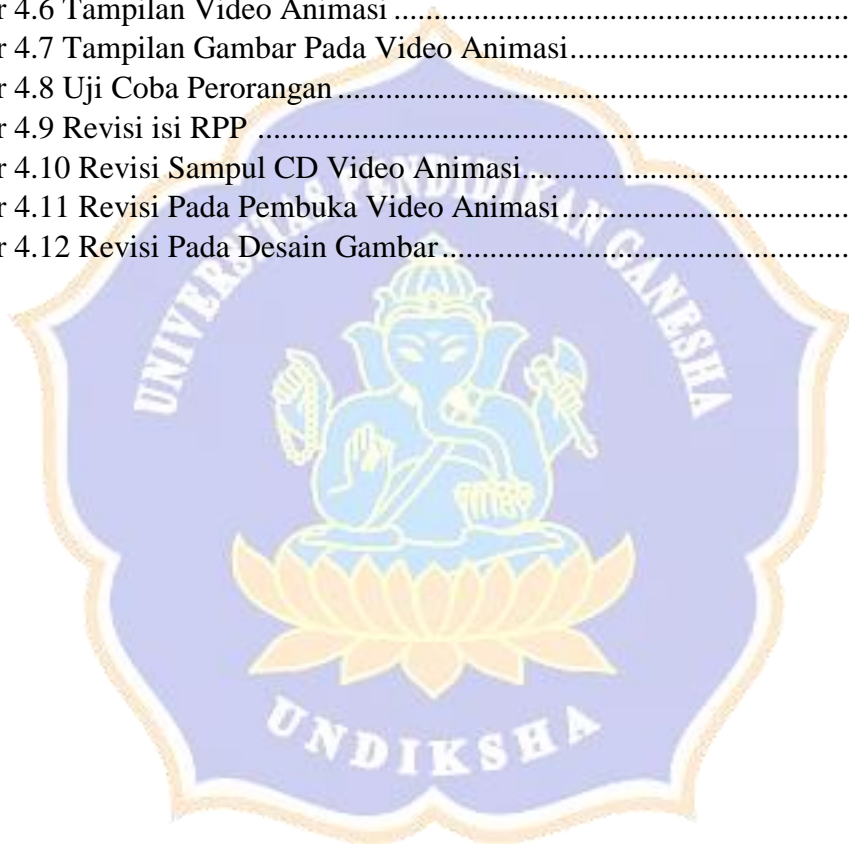 r 4.6 Tampilan Video Animasi ................................................
r 4.7 Tampilan Gambar Pada Video Animasi.............................
r 4.8 Uji Coba Perorangan .....................................................
r 4.9 Revisi isi RPP ............................................................
r 4.10 Revisi Sampul CD Video Animasi..................................
r 4.11 Revisi Pada Pembuka Video Animasi..............................
r 4.12 Revisi Pada Desain Gambar ..........................................
UNIVERSITAS PENDIDIKAN GANESHA
UNDIKSHA